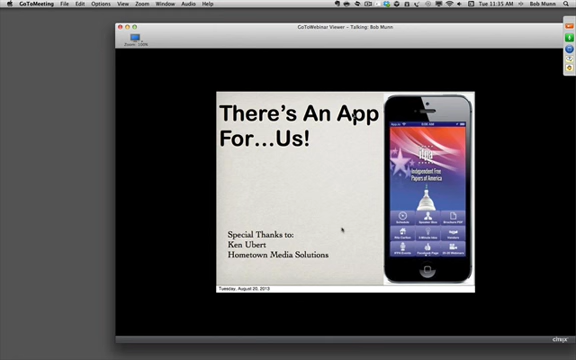 GoToMeeting File Edit Options View Zoom Window Audio Help Tue 11:35 AM Bob Munn
GoToWebinar Viewer - Talking: Bob Munn
There's An App
For...Us!
Independent Free
Papers of America
Special Thanks to:
Ken Ubert
Hometown Media Solutions
Tuesday, August 20, 2013
citrix